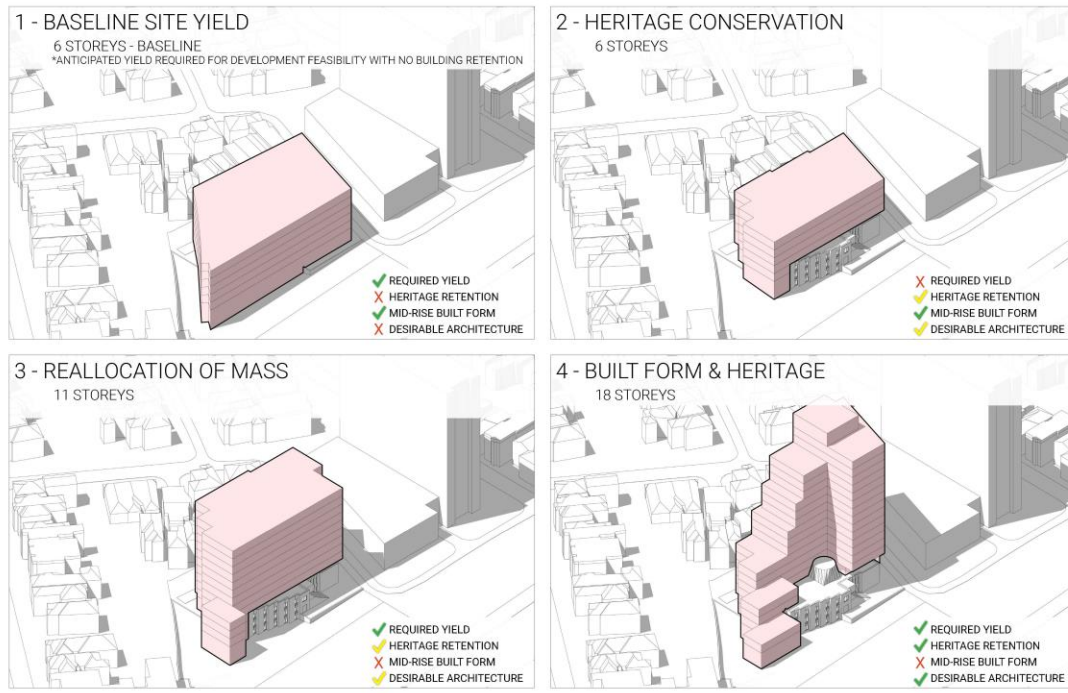 1 - BASELINE SITE YIELD
6 STOREYS - BASELINE
*ANTICIPATED YIELD REQUIRED FOR DEVELOPMENT FEASIBILITY WITH NO BUILDING RETENTION
REQUIRED YIELD
HERITAGE RETENTION
MID-RISE BUILT FORM
DESIRABLE ARCHITECTURE
2 - HERITAGE CONSERVATION
6 STOREYS
REQUIRED YIELD
HERITAGE RETENTION
MID-RISE BUILT FORM
DESIRABLE ARCHITECTURE
3 - REALLOCATION OF MASS
11 STOREYS
REQUIRED YIELD
HERITAGE RETENTION
MID-RISE BUILT FORM
DESIRABLE ARCHITECTURE
4 - BUILT FORM & HERITAGE
18 STOREYS
REQUIRED YIELD
HERITAGE RETENTION
MID-RISE BUILT FORM
DESIRABLE ARCHITECTURE